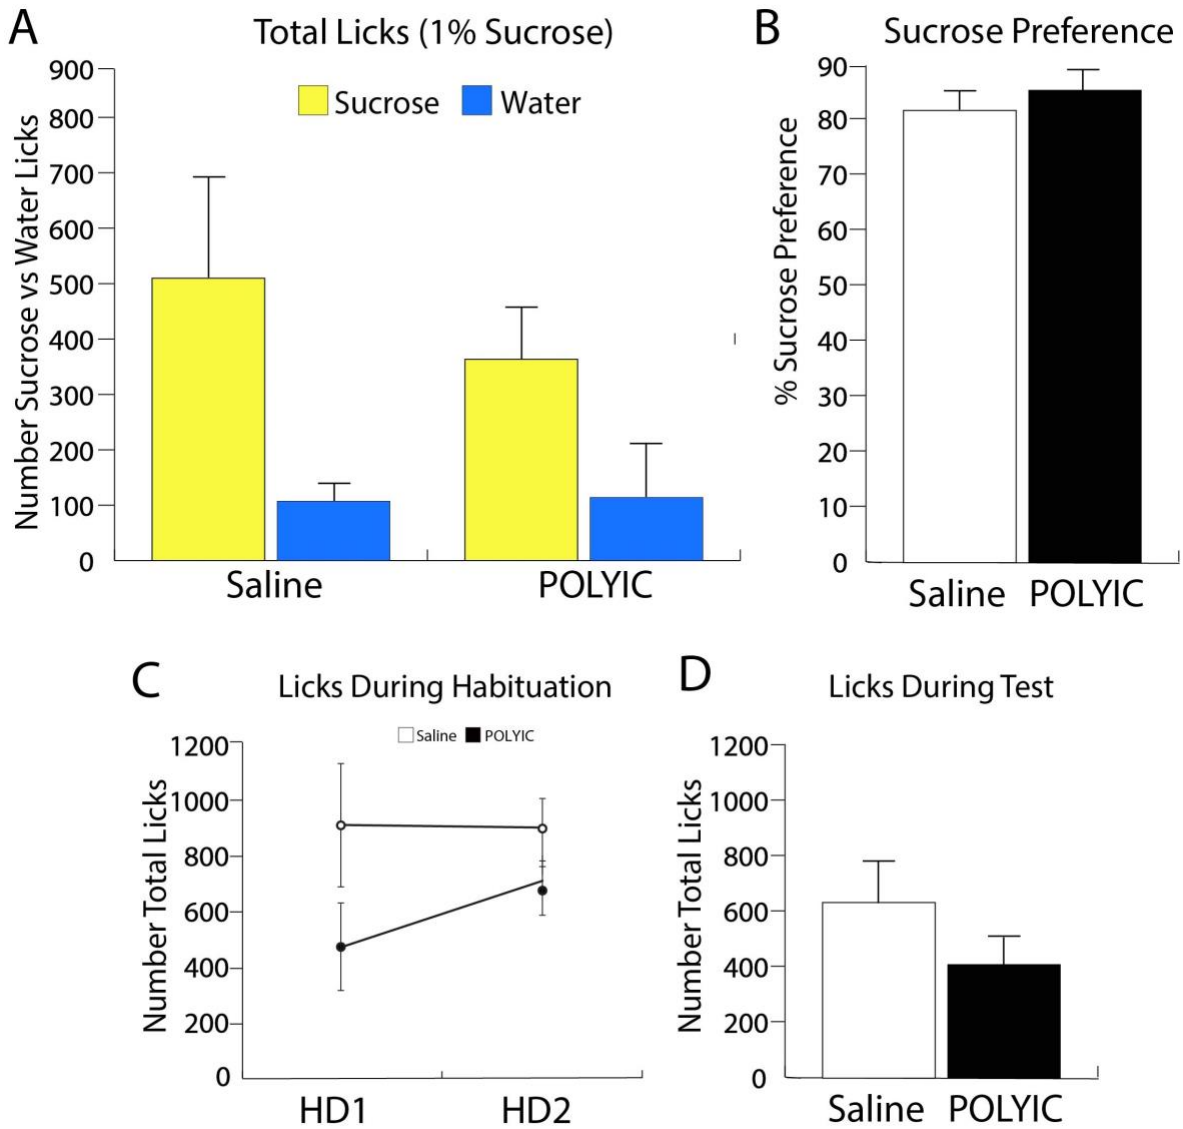 A
Total Licks (1% Sucrose)
Number Sucrose vs Water Licks
900
800
700
600
500
400
300
200
100
0
Sucrose
Water
Saline
POLYIC
B
Sucrose Preference
% Sucrose Preference
90
80
70
60
50
40
30
20
10
0
Saline
POLYIC
C
Licks During Habituation
Saline
POLYIC
Number Total Licks
1200
1000
800
600
400
200
0
HD1
HD2
D
Licks During Test
Number Total Licks
1200
1000
800
600
400
200
0
Saline
POLYIC